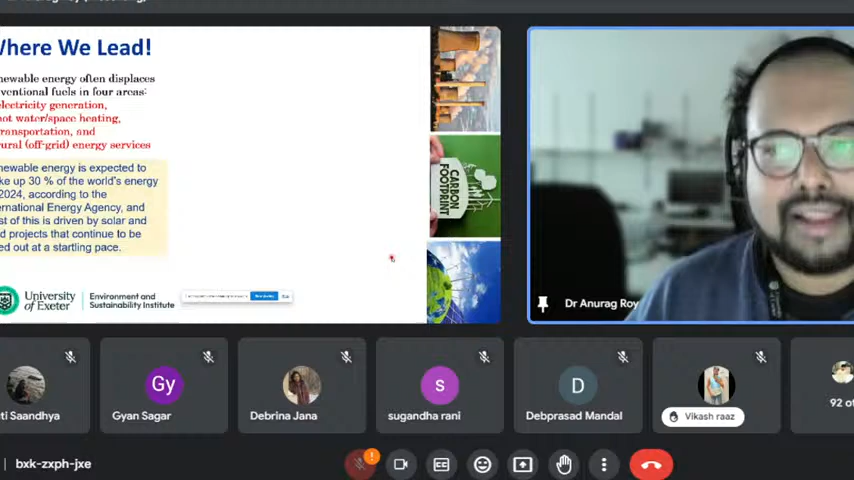 Where We Lead!
newable energy often displaces
ventional fuels in four areas:
electricity generation,
hot water/space heating,
transportation, and
rural (off-grid) energy services
newable energy is expected to
ke up 30 % of the world's energy
2024, according to the
ernational Energy Agency, and
st of this is driven by solar and
d projects that continue to be
ed out at a startling pace.
CARBON
FOOTPRINT
University
of Exeter
Environment and
Sustainability Institute
Dr Anurag Roy
ti Saandhya
Gy
Gyan Sagar
Debrina Jana
s
sugandha rani
D
Debprasad Mandal
Vikash raaz
92 ot
bxk-zxph-jxe